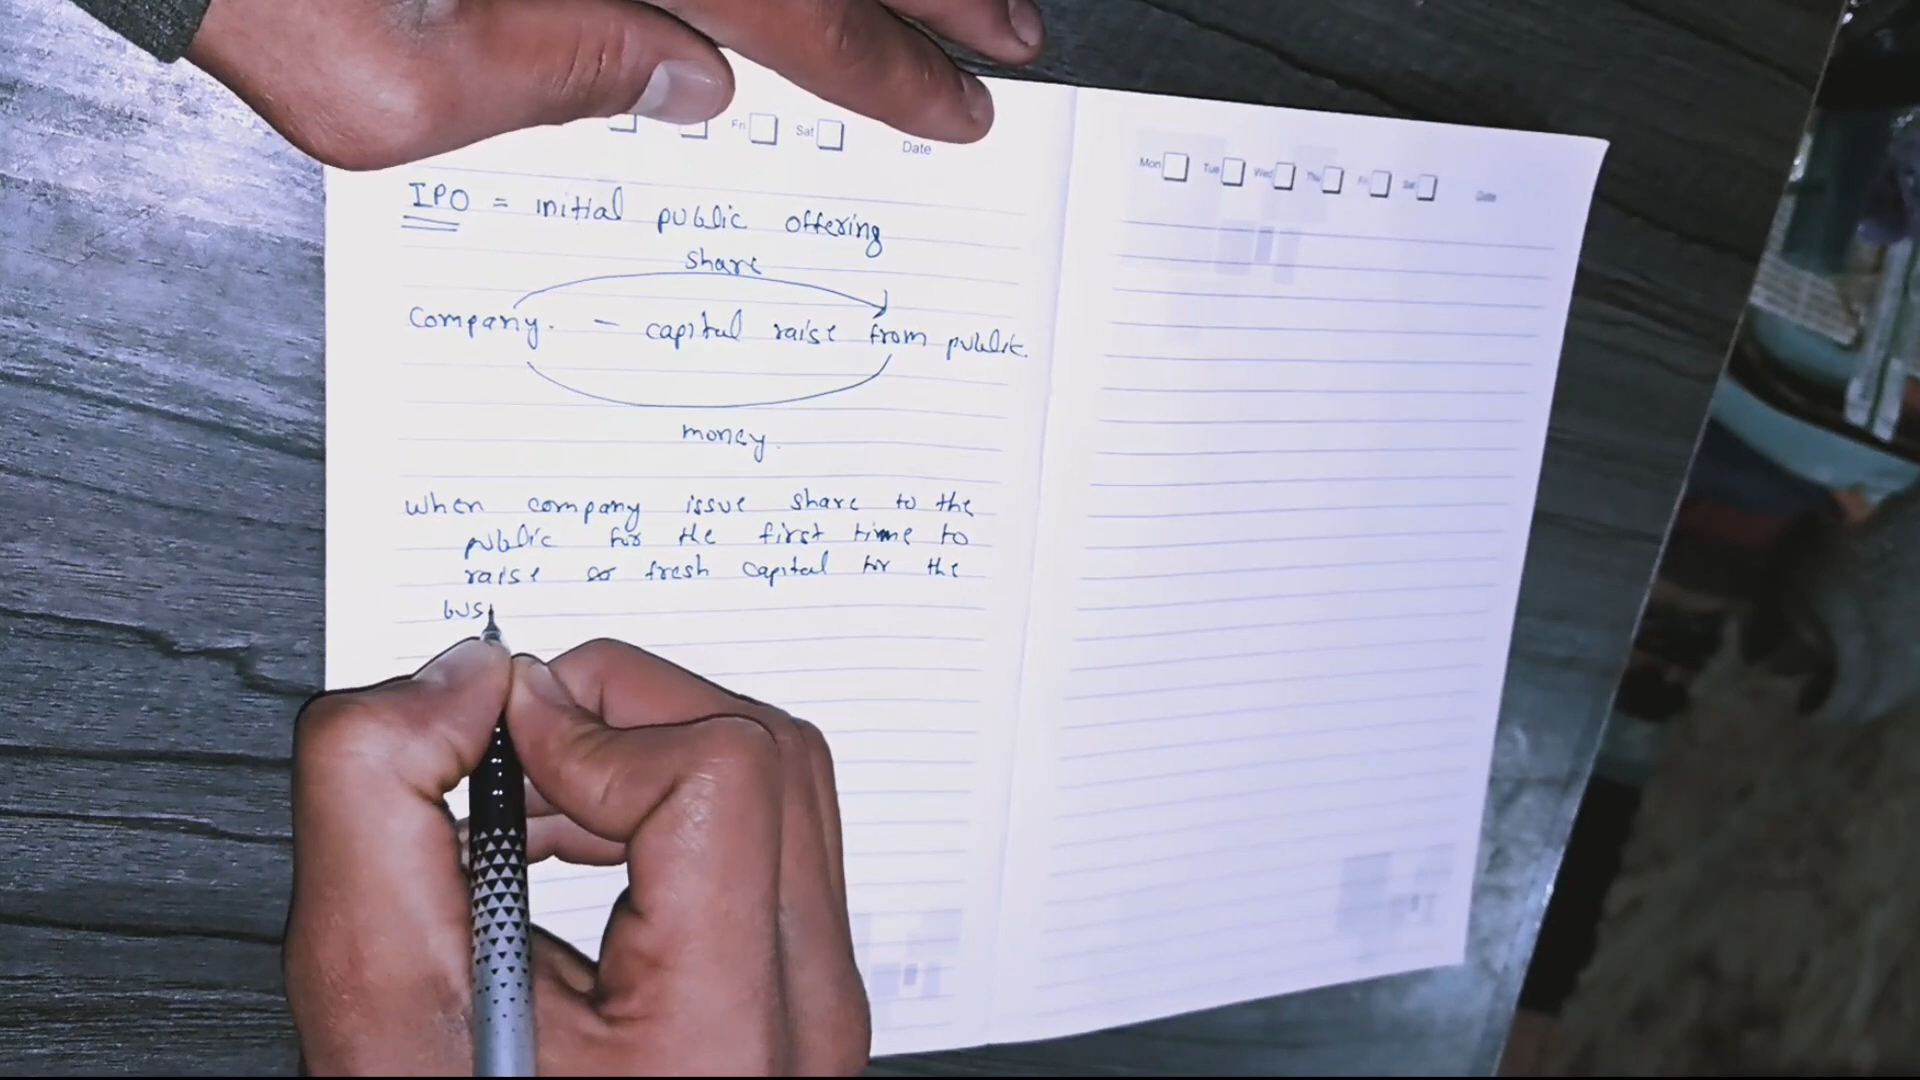 Fri Sat Date
IPO = initial public offering
share
company. - capital raise from public.
money.
when company issue share to the
public for the first time to
raise fresh capital for the
bus
Mon Tue Wed Thu Fri Sat Date